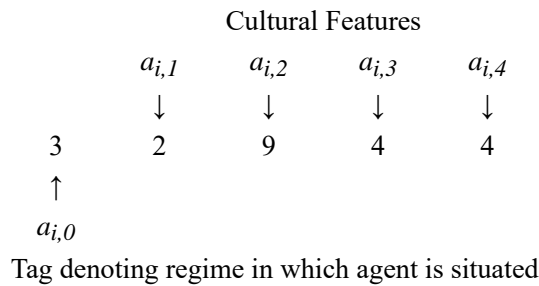 Cultural Features
a_{i,1} a_{i,2} a_{i,3} a_{i,4}
↓ ↓ ↓ ↓
3 2 9 4 4
↑
a_{i,0}
Tag denoting regime in which agent is situated